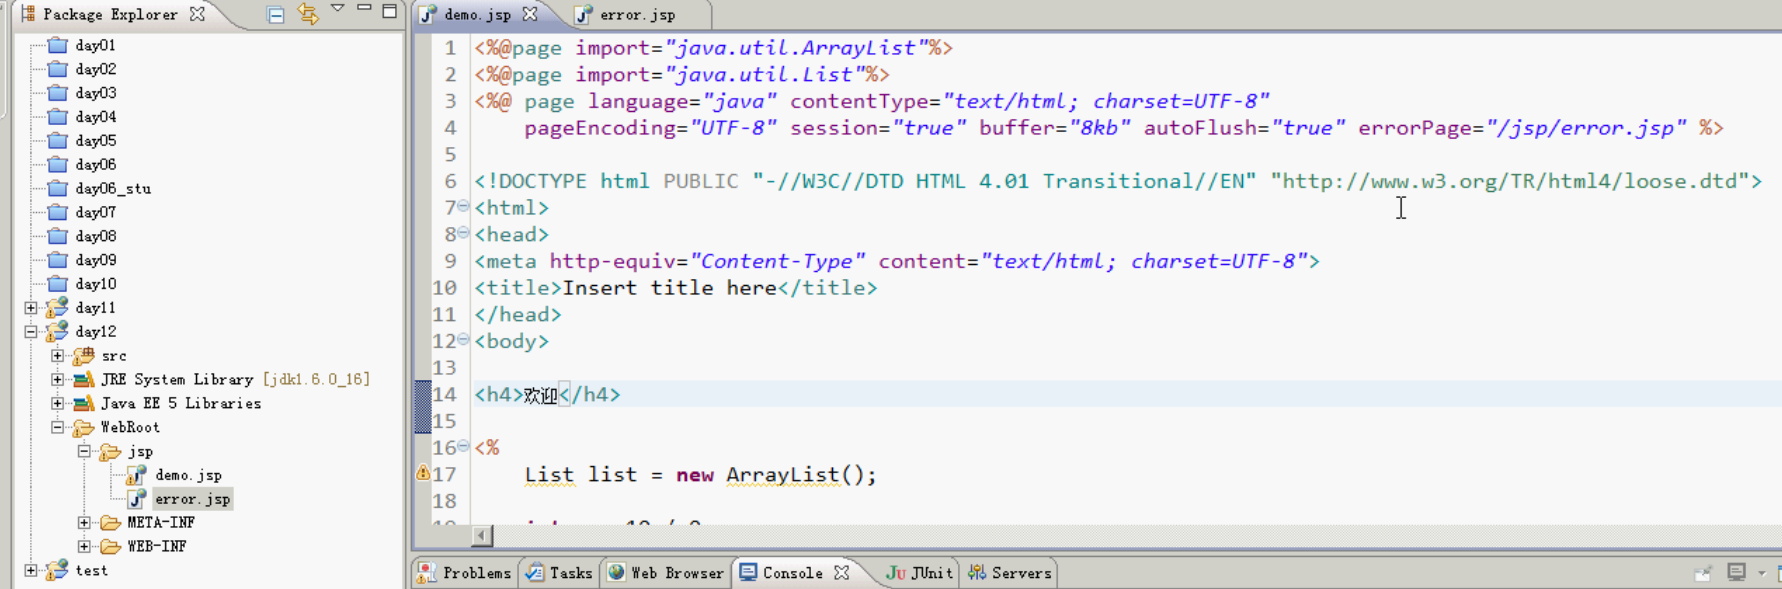 Package Explorer
day01
day02
day03
day04
day05
day06
day06_stu
day07
day08
day09
day10
day11
day12
src
JRE System Library [jdk1.6.0_16]
Java EE 5 Libraries
WebRoot
jsp
demo.jsp
error.jsp
META-INF
WEB-INF
test
demo.jsp error.jsp
1 <%@page import="java.util.ArrayList"%>
2 <%@page import="java.util.List"%>
3 <%@ page language="java" contentType="text/html; charset=UTF-8"
4 pageEncoding="UTF-8" session="true" buffer="8kb" autoFlush="true" errorPage="/jsp/error.jsp" %>
5
6 <!DOCTYPE html PUBLIC "-//W3C//DTD HTML 4.01 Transitional//EN" "http://www.w3.org/TR/html4/loose.dtd">
7 <html>
8 <head>
9 <meta http-equiv="Content-Type" content="text/html; charset=UTF-8">
10 <title>Insert title here</title>
11 </head>
12 <body>
13
14 <h4>欢迎</h4>
15
16 <%
17 List list = new ArrayList();
18
Problems Tasks Web Browser Console JUnit Servers